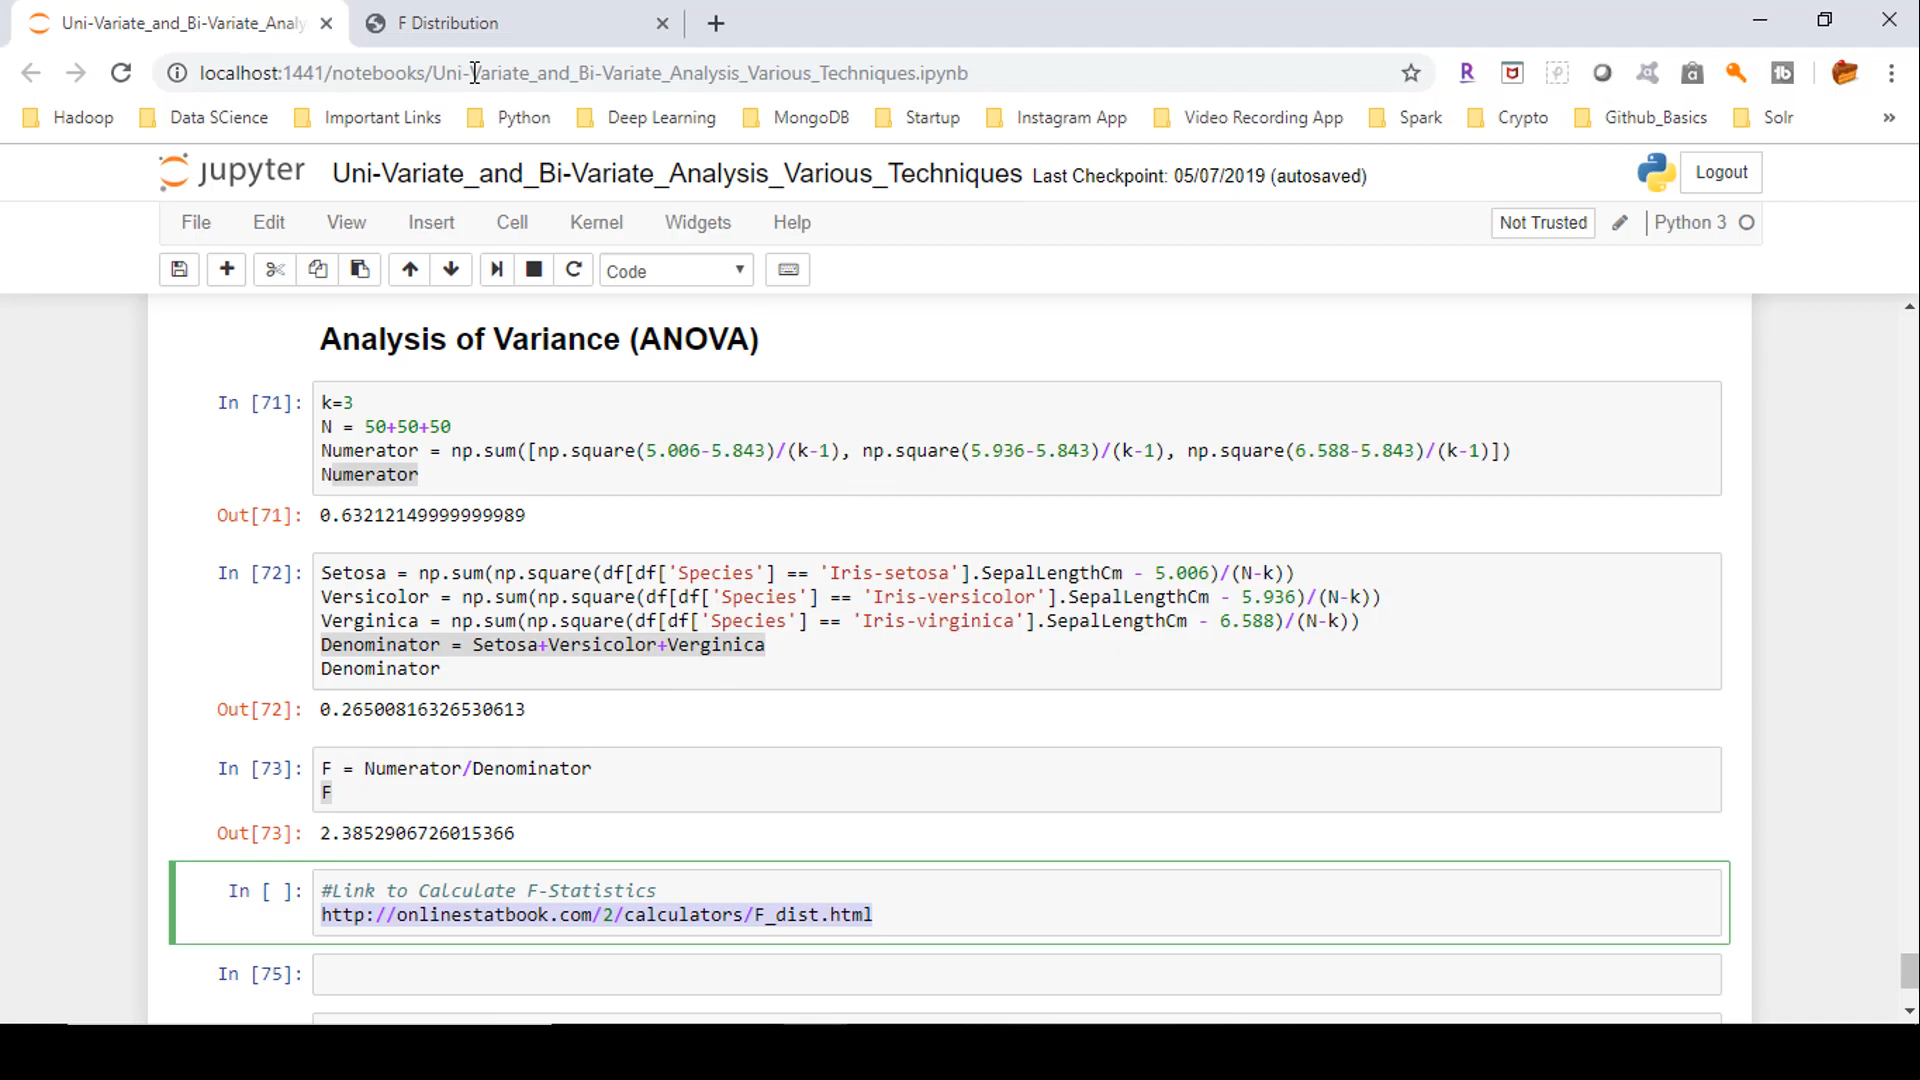 Uni-Variate_and_Bi-Variate_Analy
F Distribution
localhost:1441/notebooks/Uni-Variate_and_Bi-Variate_Analysis_Various_Techniques.ipynb
Hadoop Data SCience Important Links Python Deep Learning MongoDB Startup Instagram App Video Recording App Spark Crypto Github_Basics Solr »
jupyter Uni-Variate_and_Bi-Variate_Analysis_Various_Techniques Last Checkpoint: 05/07/2019 (autosaved) Logout
File Edit View Insert Cell Kernel Widgets Help Not Trusted Python 3
Code
Analysis of Variance (ANOVA)
In [71]: k=3
N = 50+50+50
Numerator = np.sum([np.square(5.006-5.843)/(k-1), np.square(5.936-5.843)/(k-1), np.square(6.588-5.843)/(k-1)])
Numerator
Out[71]: 0.63212149999999989
In [72]: Setosa = np.sum(np.square(df[df['Species'] == 'Iris-setosa'].SepalLengthCm - 5.006)/(N-k))
Versicolor = np.sum(np.square(df[df['Species'] == 'Iris-versicolor'].SepalLengthCm - 5.936)/(N-k))
Verginica = np.sum(np.square(df[df['Species'] == 'Iris-virginica'].SepalLengthCm - 6.588)/(N-k))
Denominator = Setosa+Versicolor+Verginica
Denominator
Out[72]: 0.26500816326530613
In [73]: F = Numerator/Denominator
F
Out[73]: 2.3852906726015366
In [ ]: #Link to Calculate F-Statistics
http://onlinestatbook.com/2/calculators/F_dist.html
In [75]: